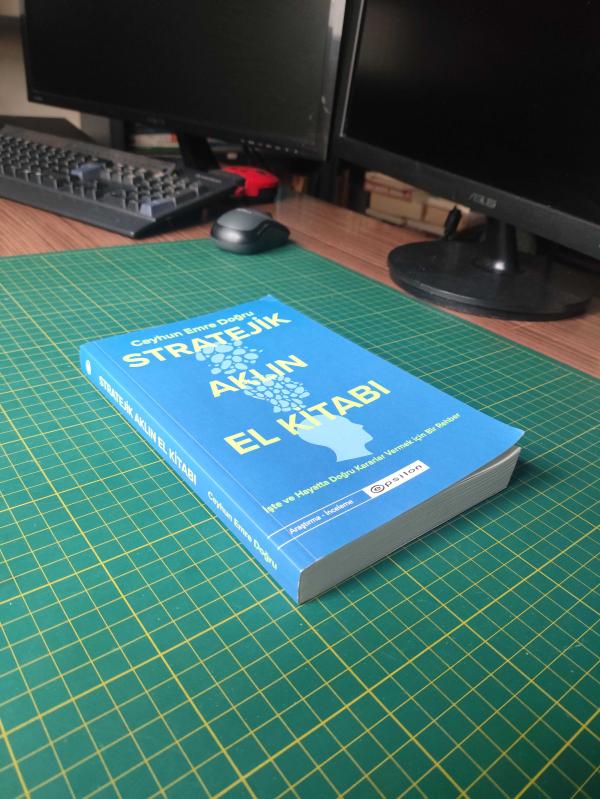 Ceyhun Emre Doğru
STRATEJİK
AKLIN
EL KİTABI
İşte ve Hayatta Doğru Kararlar Vermek İçin Bir Rehber
Araştırma - İnceleme
epsilon
STRATEJİK AKLIN EL KİTABI
Ceyhun Emre Doğru
ASUS